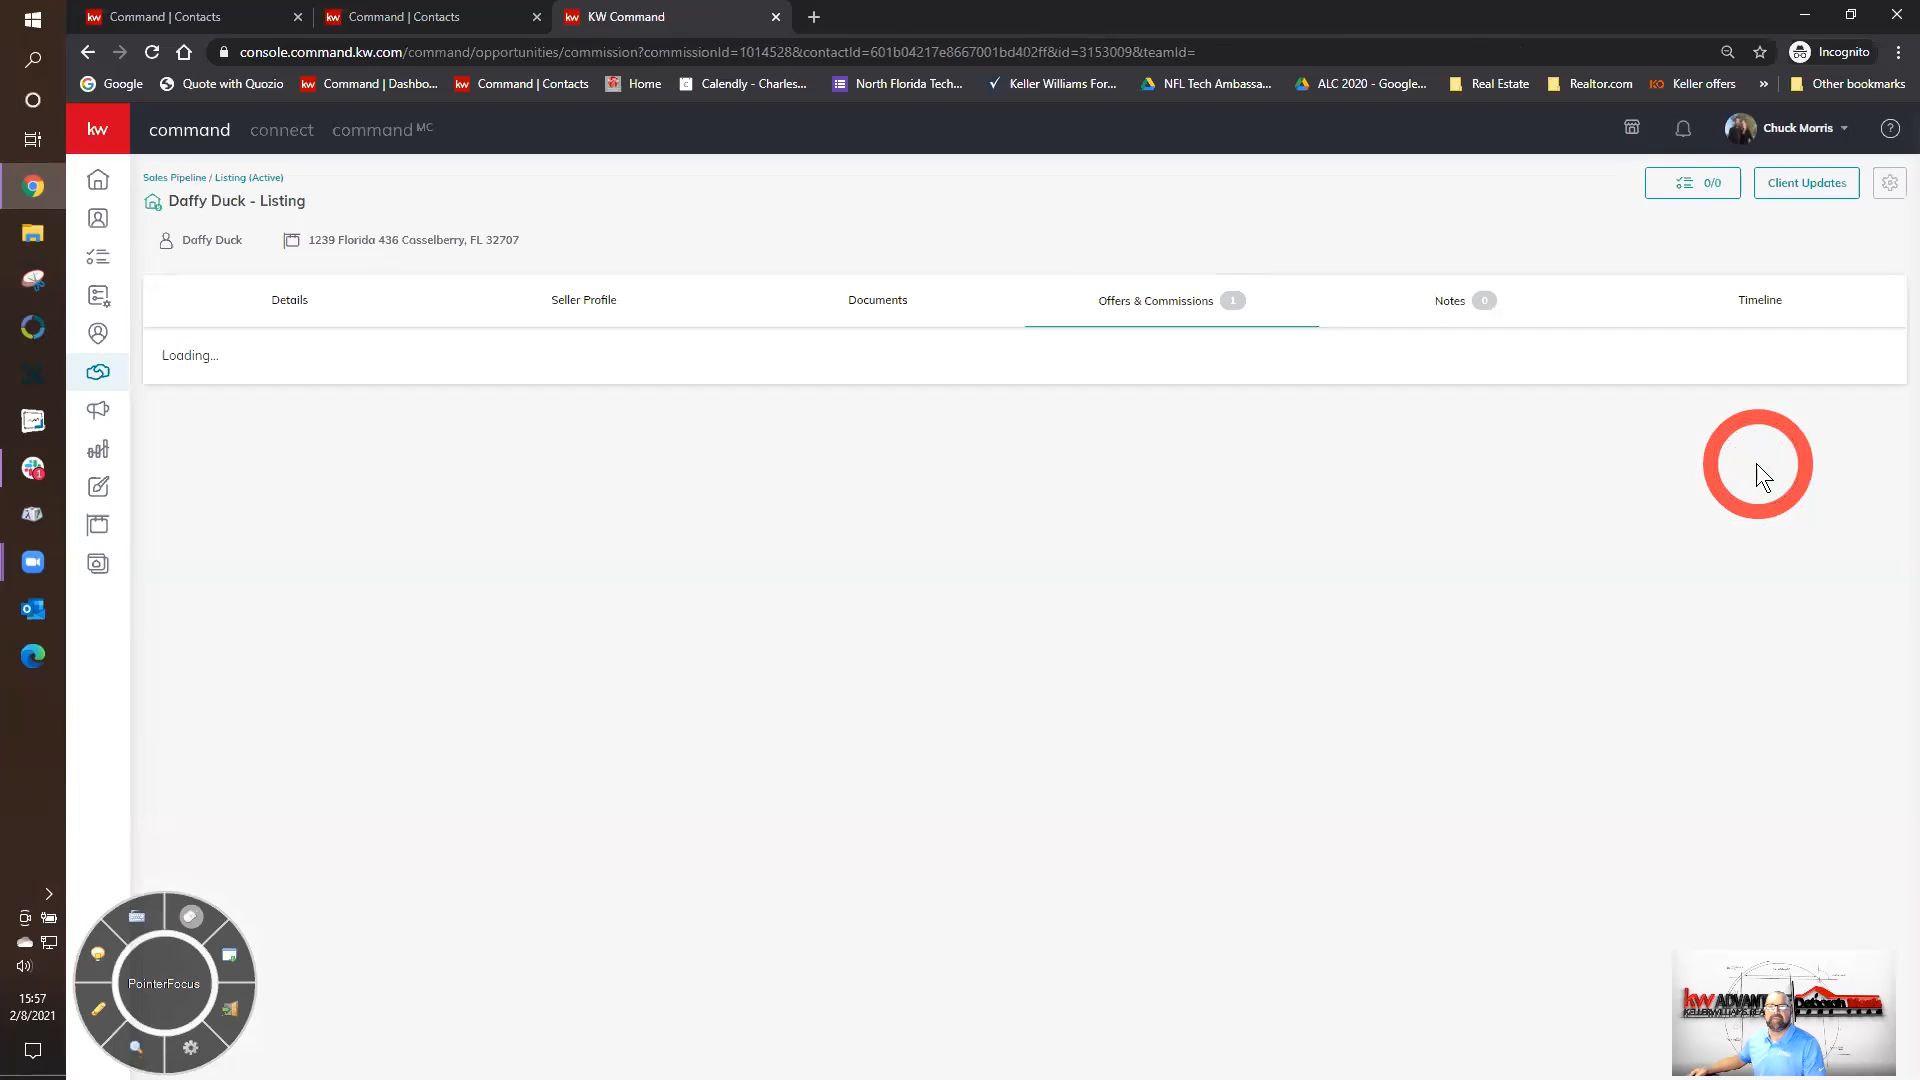 Command | Contacts
Command | Contacts
KW Command
console.command.kw.com/command/opportunities/commission?commissionId=1014528&contactId=601b04217e8667001bd402ff&id=3153009&teamId=
Incognito
Google
Quote with Quozio
Command | Dashbo...
Command | Contacts
Home
Calendly - Charles...
North Florida Tech...
Keller Williams For...
NFL Tech Ambassa...
ALC 2020 - Google...
Real Estate
Realtor.com
Keller offers
»
Other bookmarks
kw
command
connect
command MC
Chuck Morris
Sales Pipeline / Listing (Active)
Daffy Duck - Listing
0/0
Client Updates
Daffy Duck
1239 Florida 436 Casselberry, FL 32707
Details
Seller Profile
Documents
Offers & Commissions 1
Notes 0
Timeline
Loading...
PointerFocus
15:57
2/8/2021